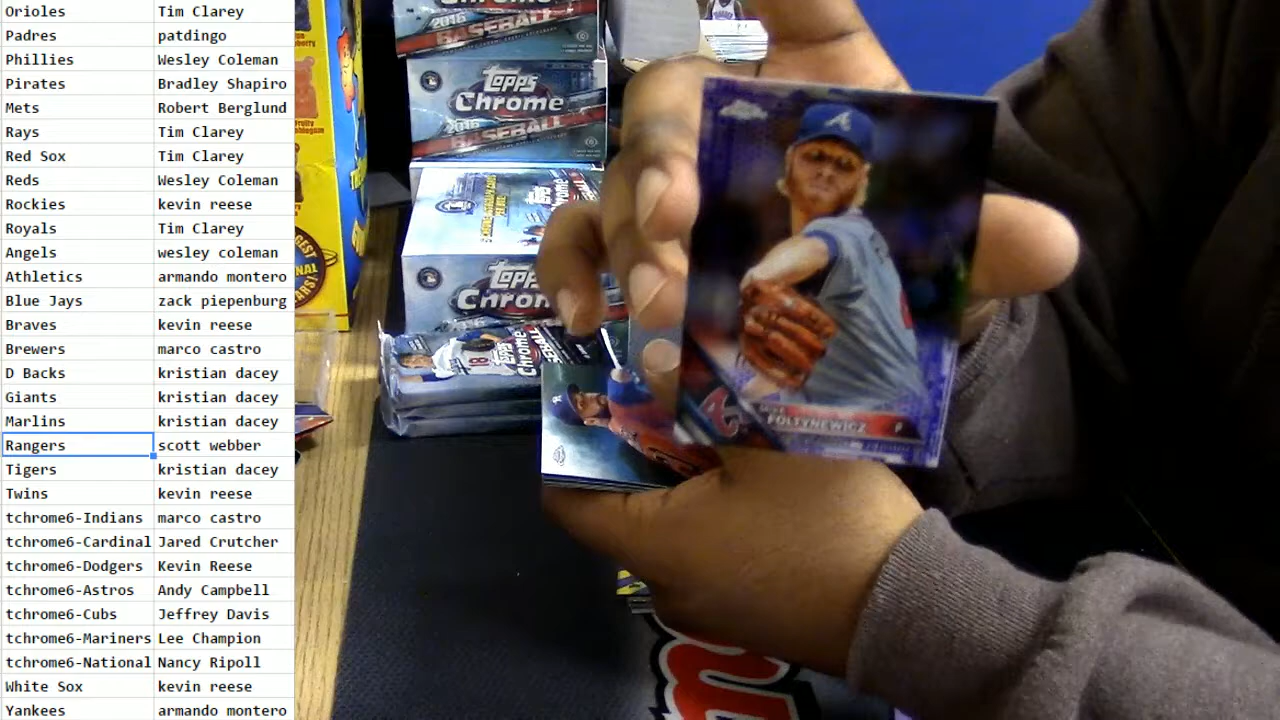 Orioles Tim Clarey
Padres patdingo
Phillies Wesley Coleman
Pirates Bradley Shapiro
Mets Robert Berglund
Rays Tim Clarey
Red Sox Tim Clarey
Reds Wesley Coleman
Rockies kevin reese
Royals Tim Clarey
Angels wesley coleman
Athletics armando montero
Blue Jays zack piepenburg
Braves kevin reese
Brewers marco castro
D Backs kristian dacey
Giants kristian dacey
Marlins kristian dacey
Rangers scott webber
Tigers kristian dacey
Twins kevin reese
tchrome6-Indians marco castro
tchrome6-Cardinal Jared Crutcher
tchrome6-Dodgers Kevin Reese
tchrome6-Astros Andy Campbell
tchrome6-Cubs Jeffrey Davis
tchrome6-Mariners Lee Champion
tchrome6-National Nancy Ripoll
White Sox kevin reese
Yankees armando montero
Chrome
2016
BASEBALL
TOPPS
Chrome
2016
BASEBALL
TOPPS
Chrom
TOPPS
Chrom
18
A
FOLTYNEWICZ P